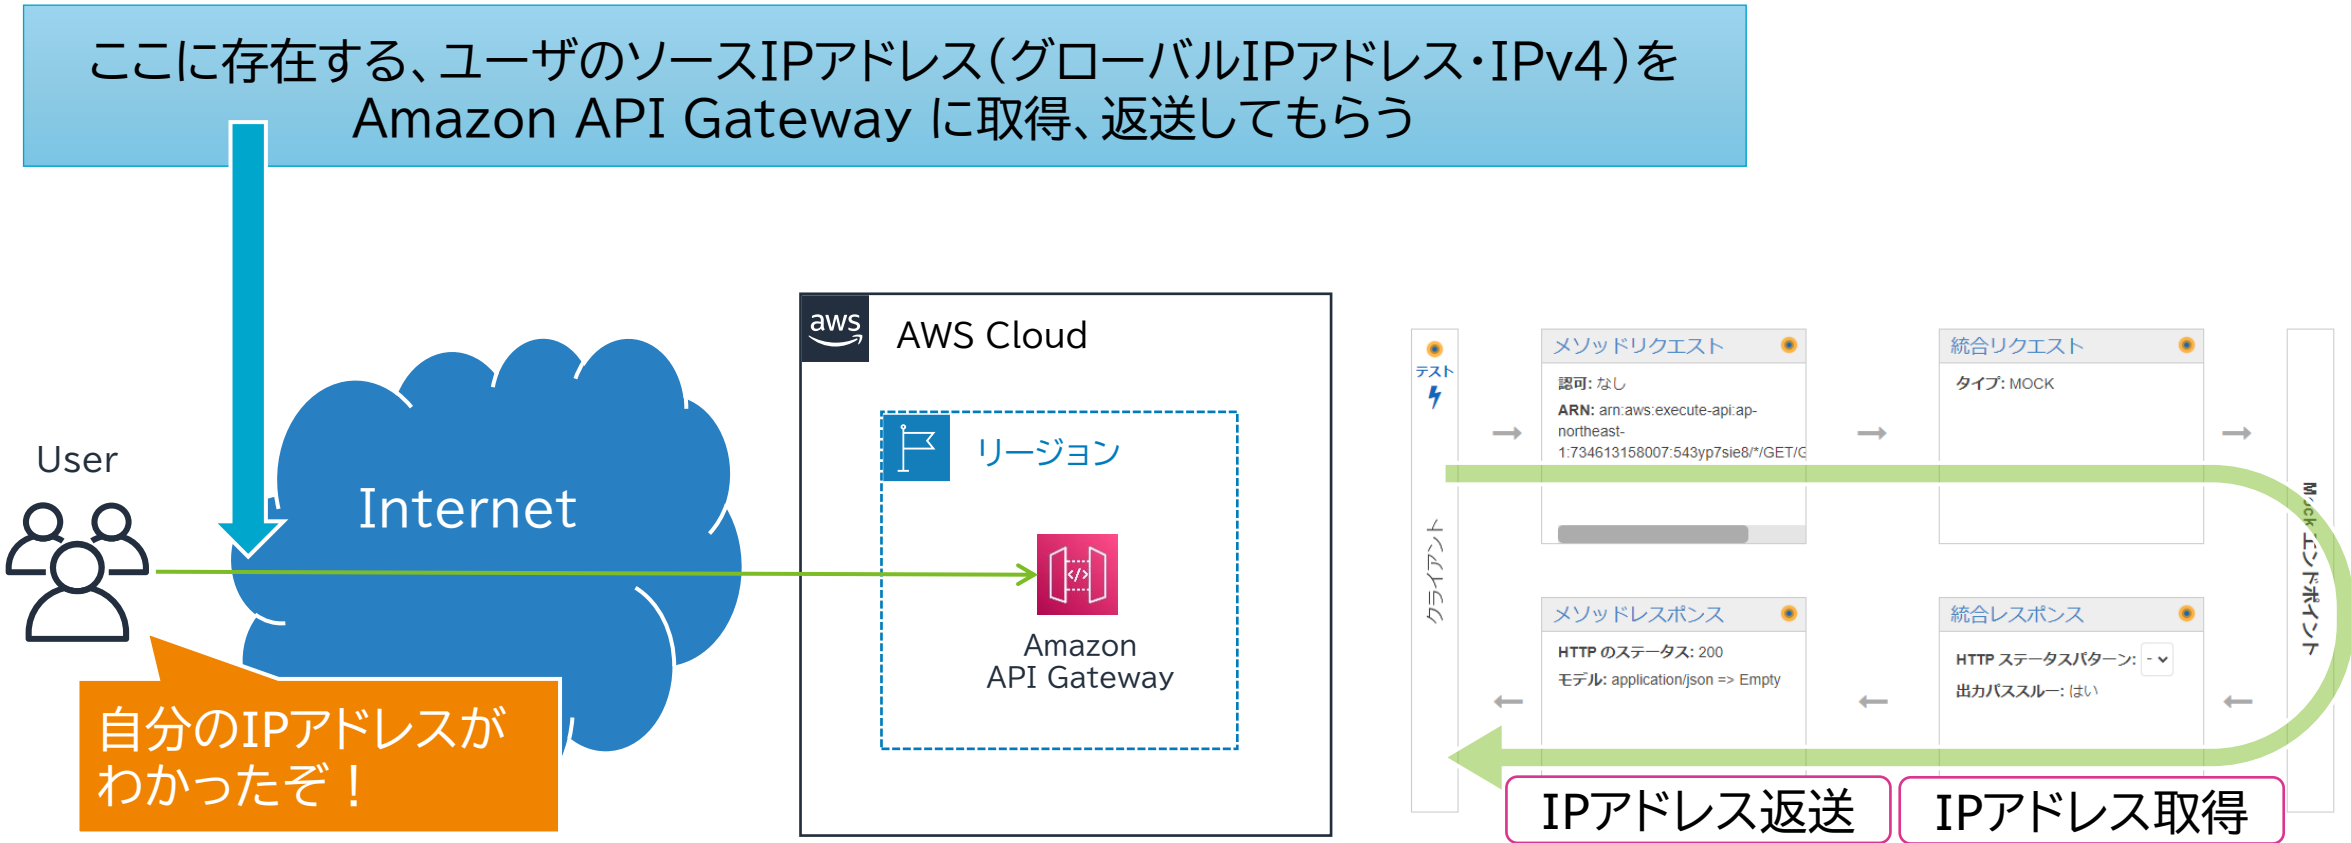 ここに存在する、ユーザのソースIPアドレス(グローバルIPアドレス・IPv4)を
Amazon API Gateway に取得、返送してもらう
User
Internet
自分のIPアドレスが
わかったぞ！
aws
AWS Cloud
リージョン
Amazon
API Gateway
テスト
クライアント
メソッドリクエスト
認可: なし
ARN: arn:aws:execute-api:ap-
northeast-
1:734613158007:543yp7sie8/*/GET/
統合リクエスト
タイプ: MOCK
Mock エンドポイント
メソッドレスポンス
HTTP のステータス: 200
モデル: application/json => Empty
統合レスポンス
HTTP ステータスパターン: -
出力パススルー: はい
IPアドレス返送
IPアドレス取得